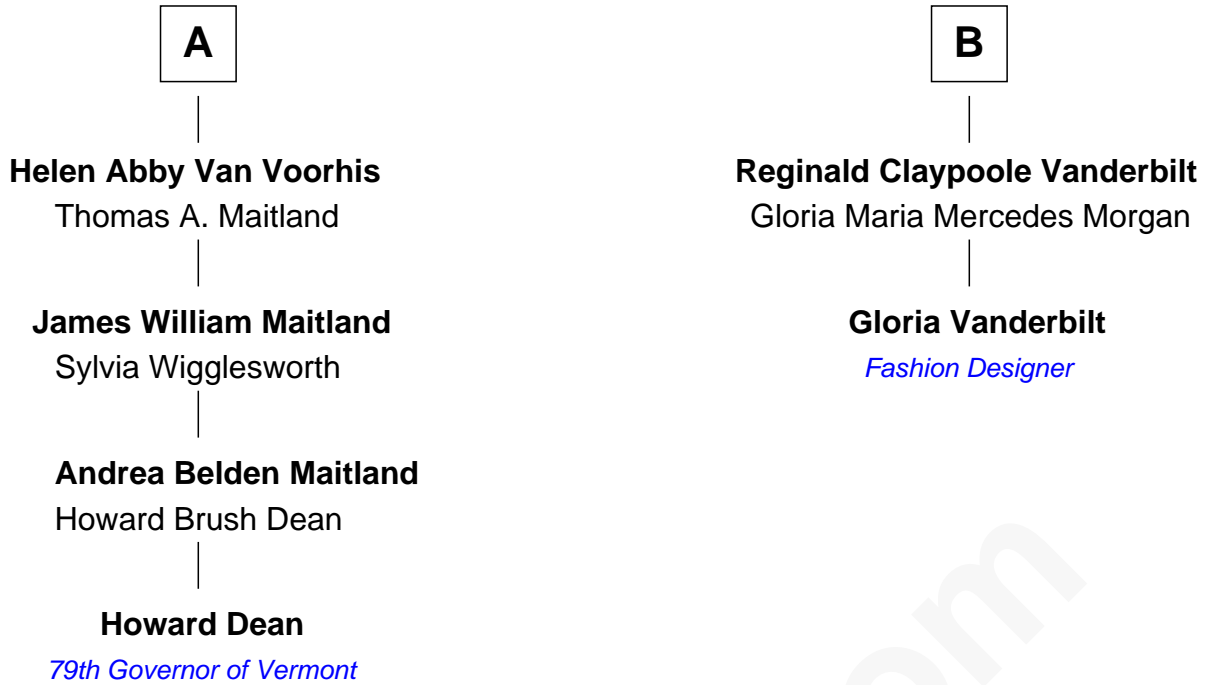 A
Helen Abby Van Voorhis
Thomas A. Maitland
James William Maitland
Sylvia Wigglesworth
Andrea Belden Maitland
Howard Brush Dean
Howard Dean
79th Governor of Vermont
B
Reginald Claypoole Vanderbilt
Gloria Maria Mercedes Morgan
Gloria Vanderbilt
Fashion Designer
om